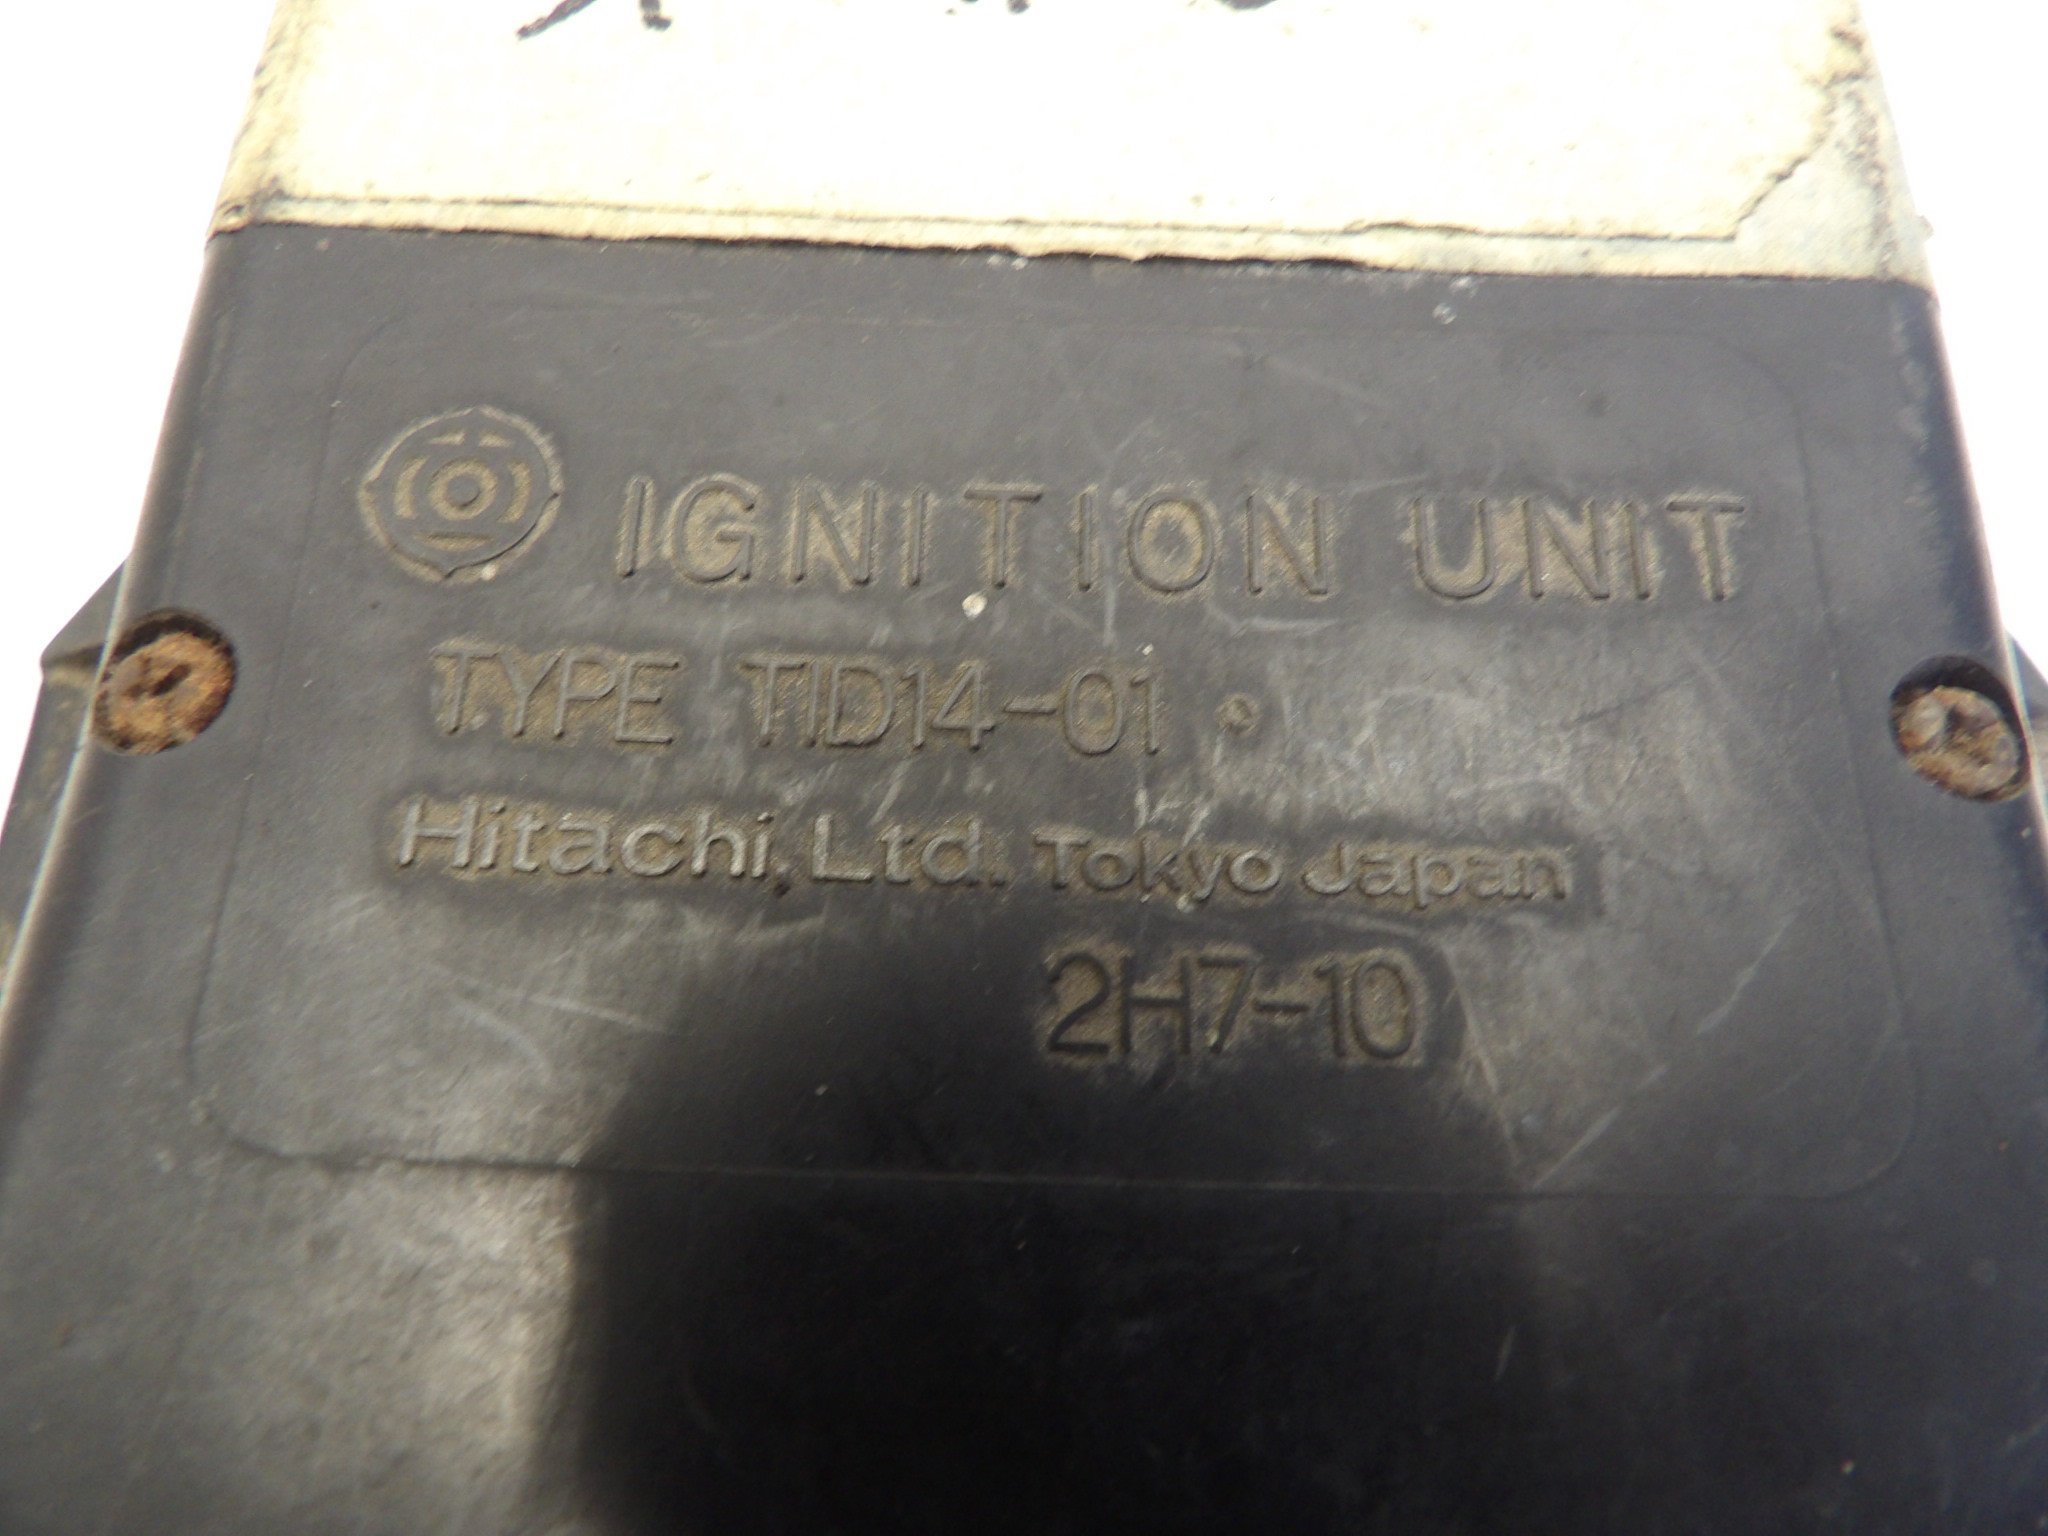 IGNITION UNIT
TYPE TID14-01
Hitachi, Ltd. Tokyo Japan
2H7-10